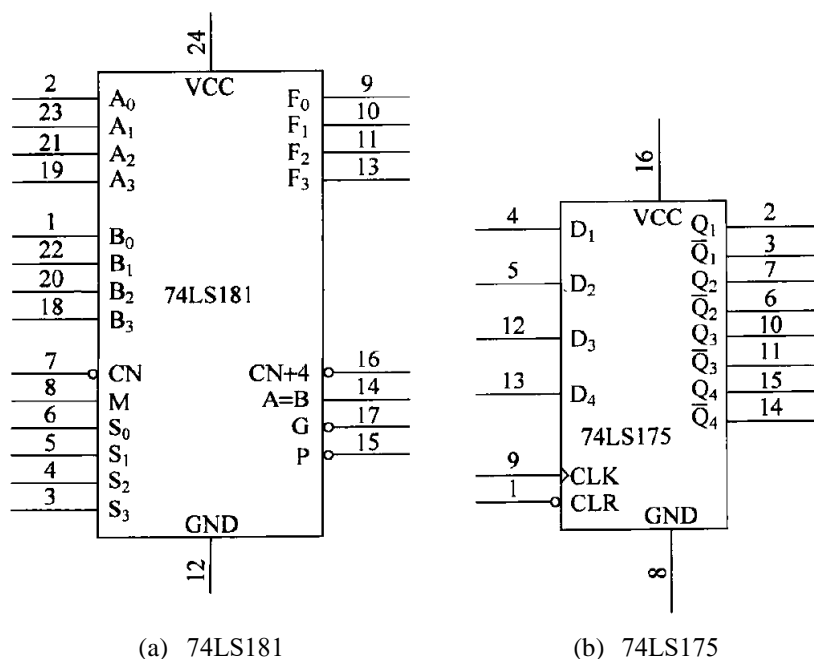 24
VCC
2 A₀ F₀ 9
23 A₁ F₁ 10
21 A₂ F₂ 11
19 A₃ F₃ 13
1 B₀
22 B₁
20 B₂
18 B₃
74LS181
7 CN CN+4 16
8 M A=B 14
6 S₀ G 17
5 S₁ P 15
4 S₂
3 S₃
GND
12
(a) 74LS181
16
VCC
4 D₁ Q₁ 2
Q̅₁ 3
5 D₂ Q₂ 7
Q̅₂ 6
12 D₃ Q₃ 10
Q̅₃ 11
13 D₄ Q₄ 15
Q̅₄ 14
74LS175
9 CLK
1 CLR
GND
8
(b) 74LS175